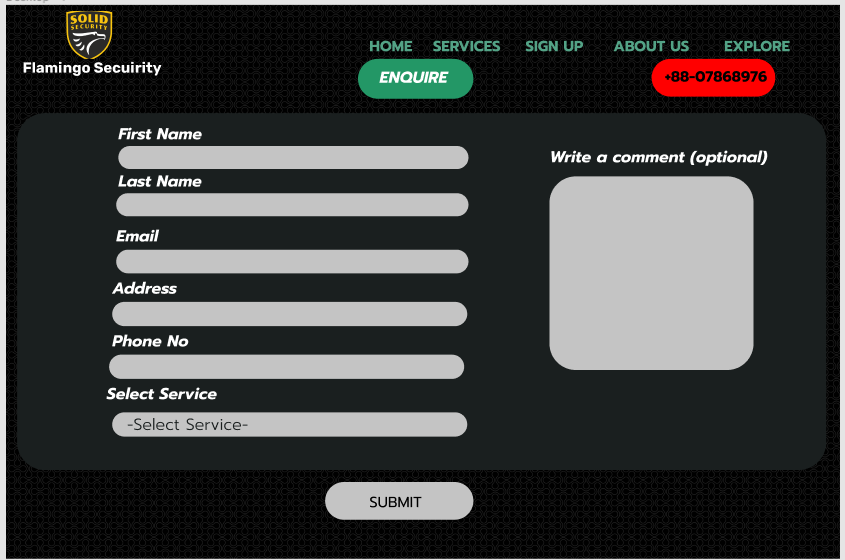 SOLID
SECURITY
Flamingo Secuirity
HOME SERVICES SIGN UP ABOUT US EXPLORE
ENQUIRE
+88-07868976
First Name
Last Name
Email
Address
Phone No
Select Service
-Select Service-
Write a comment (optional)
SUBMIT